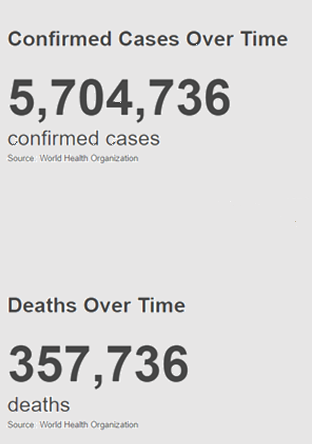 Confirmed Cases Over Time
5,704,736
confirmed cases
Source World Health Organization
Deaths Over Time
357,736
deaths
Source World Health Organization